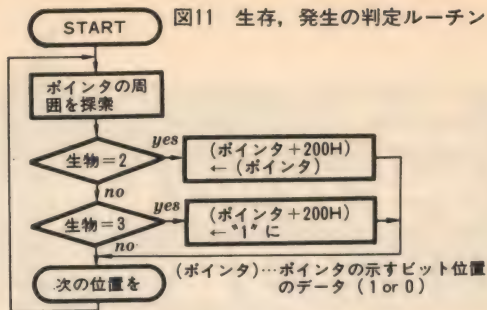 図11 生存，発生の判定ルーチン
START
ポインタの周
囲を探索
生物＝2
yes
(ポインタ＋200H)
← (ポインタ)
no
生物＝3
yes
(ポインタ＋200H)
← “1” に
no
次の位置を
(ポインタ)…ポインタの示すビット位置
のデータ (1 or 0)